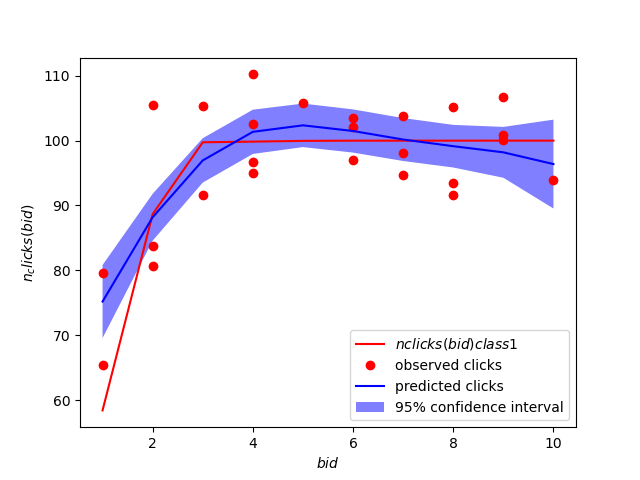 110
100
90
80
70
60
n_clicks(bid)
2
4
6
8
10
bid
nclicks(bid)class1
observed clicks
predicted clicks
95% confidence interval